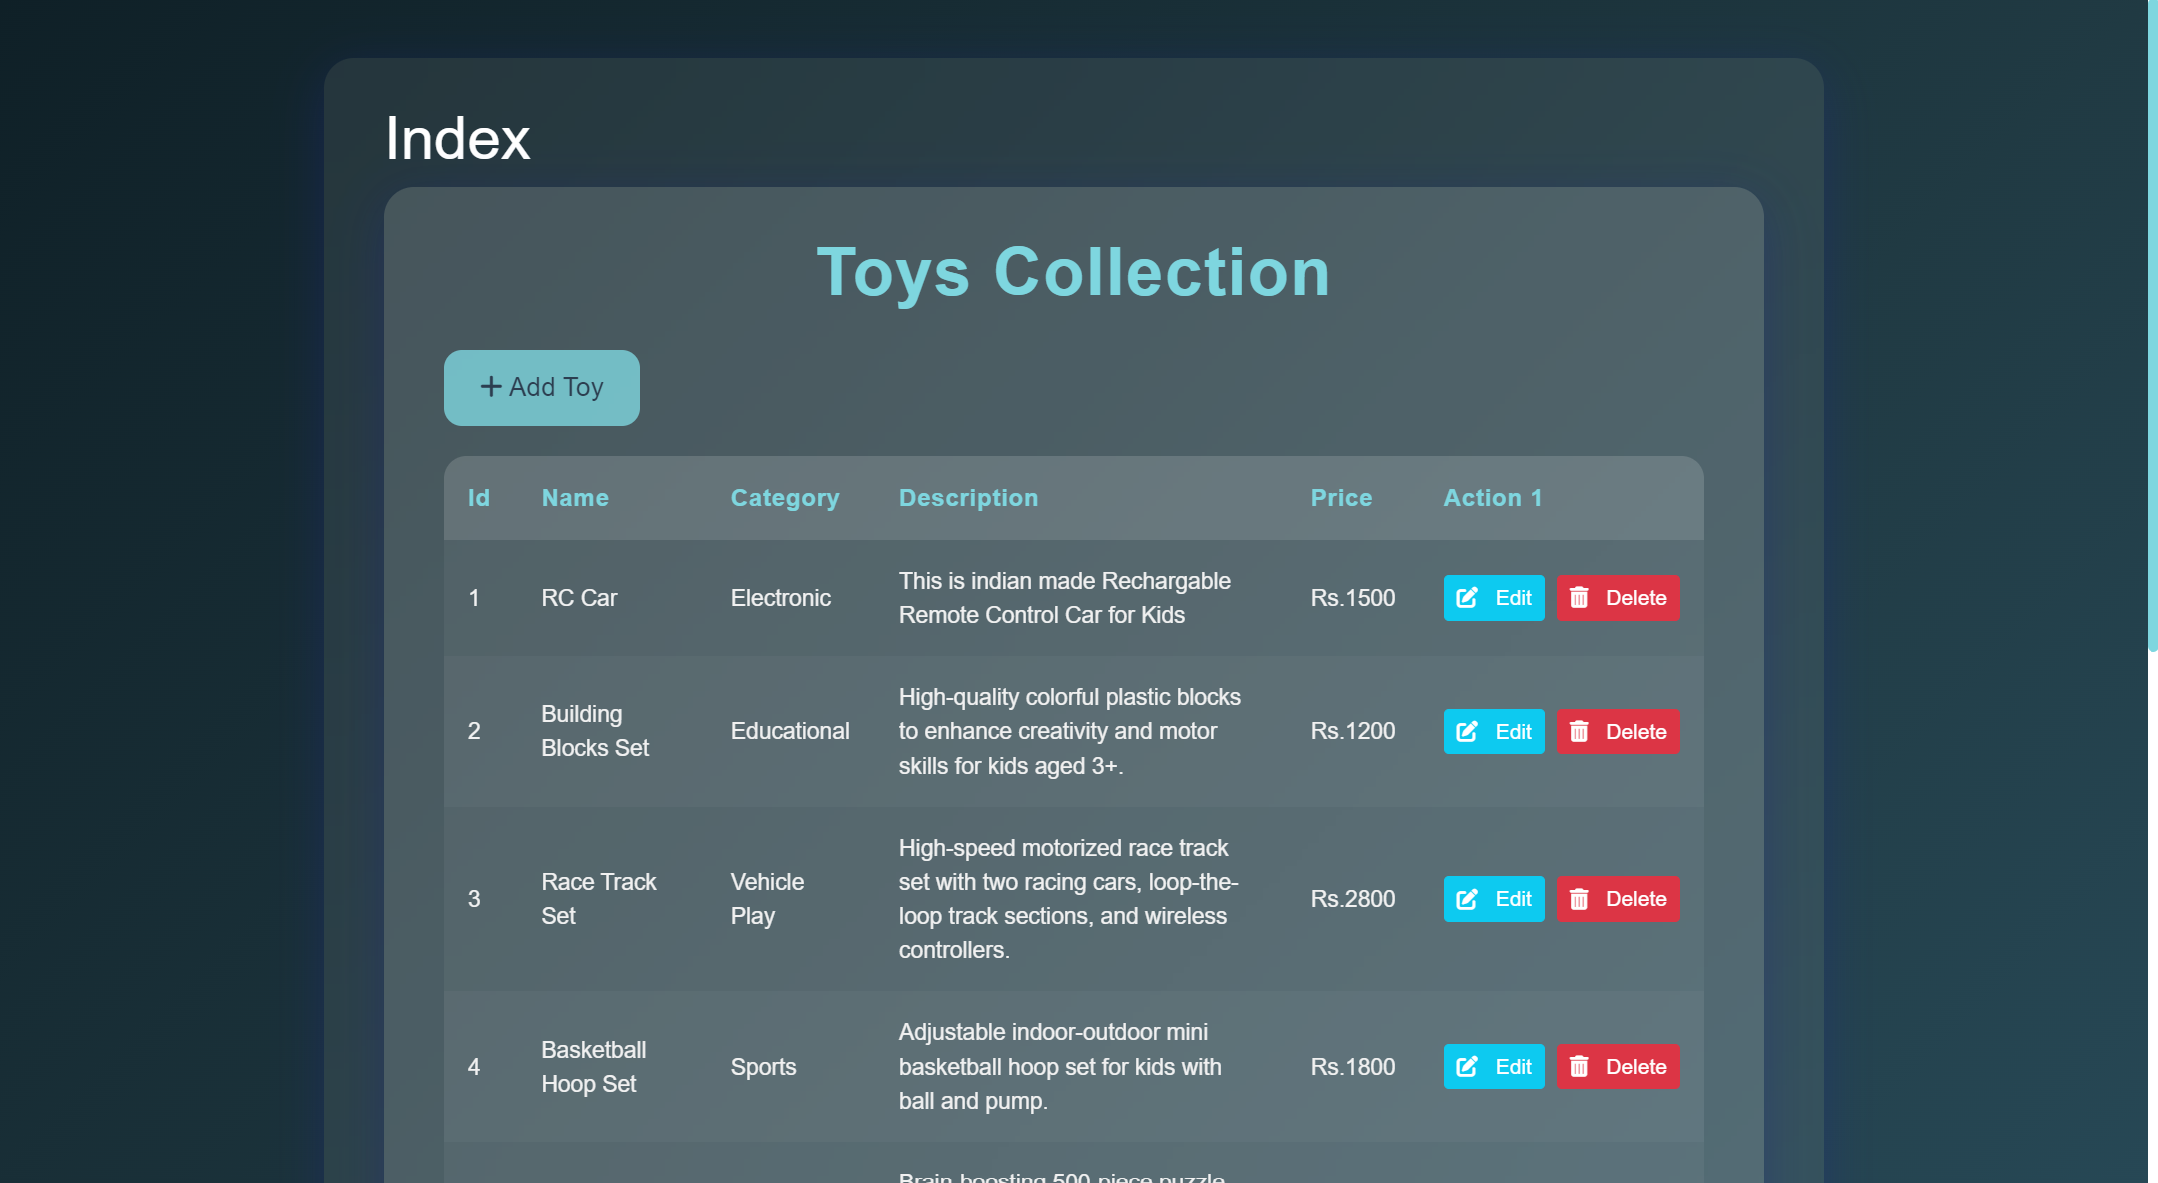 Index
Toys Collection
+ Add Toy
Id Name Category Description Price Action 1
1 RC Car Electronic This is indian made Rechargable
Remote Control Car for Kids Rs.1500 Edit Delete
2 Building
Blocks Set Educational High-quality colorful plastic blocks
to enhance creativity and motor
skills for kids aged 3+. Rs.1200 Edit Delete
3 Race Track
Set Vehicle
Play High-speed motorized race track
set with two racing cars, loop-the-
loop track sections, and wireless
controllers. Rs.2800 Edit Delete
4 Basketball
Hoop Set Sports Adjustable indoor-outdoor mini
basketball hoop set for kids with
ball and pump. Rs.1800 Edit Delete
Brain-boosting 500-piece puzzle